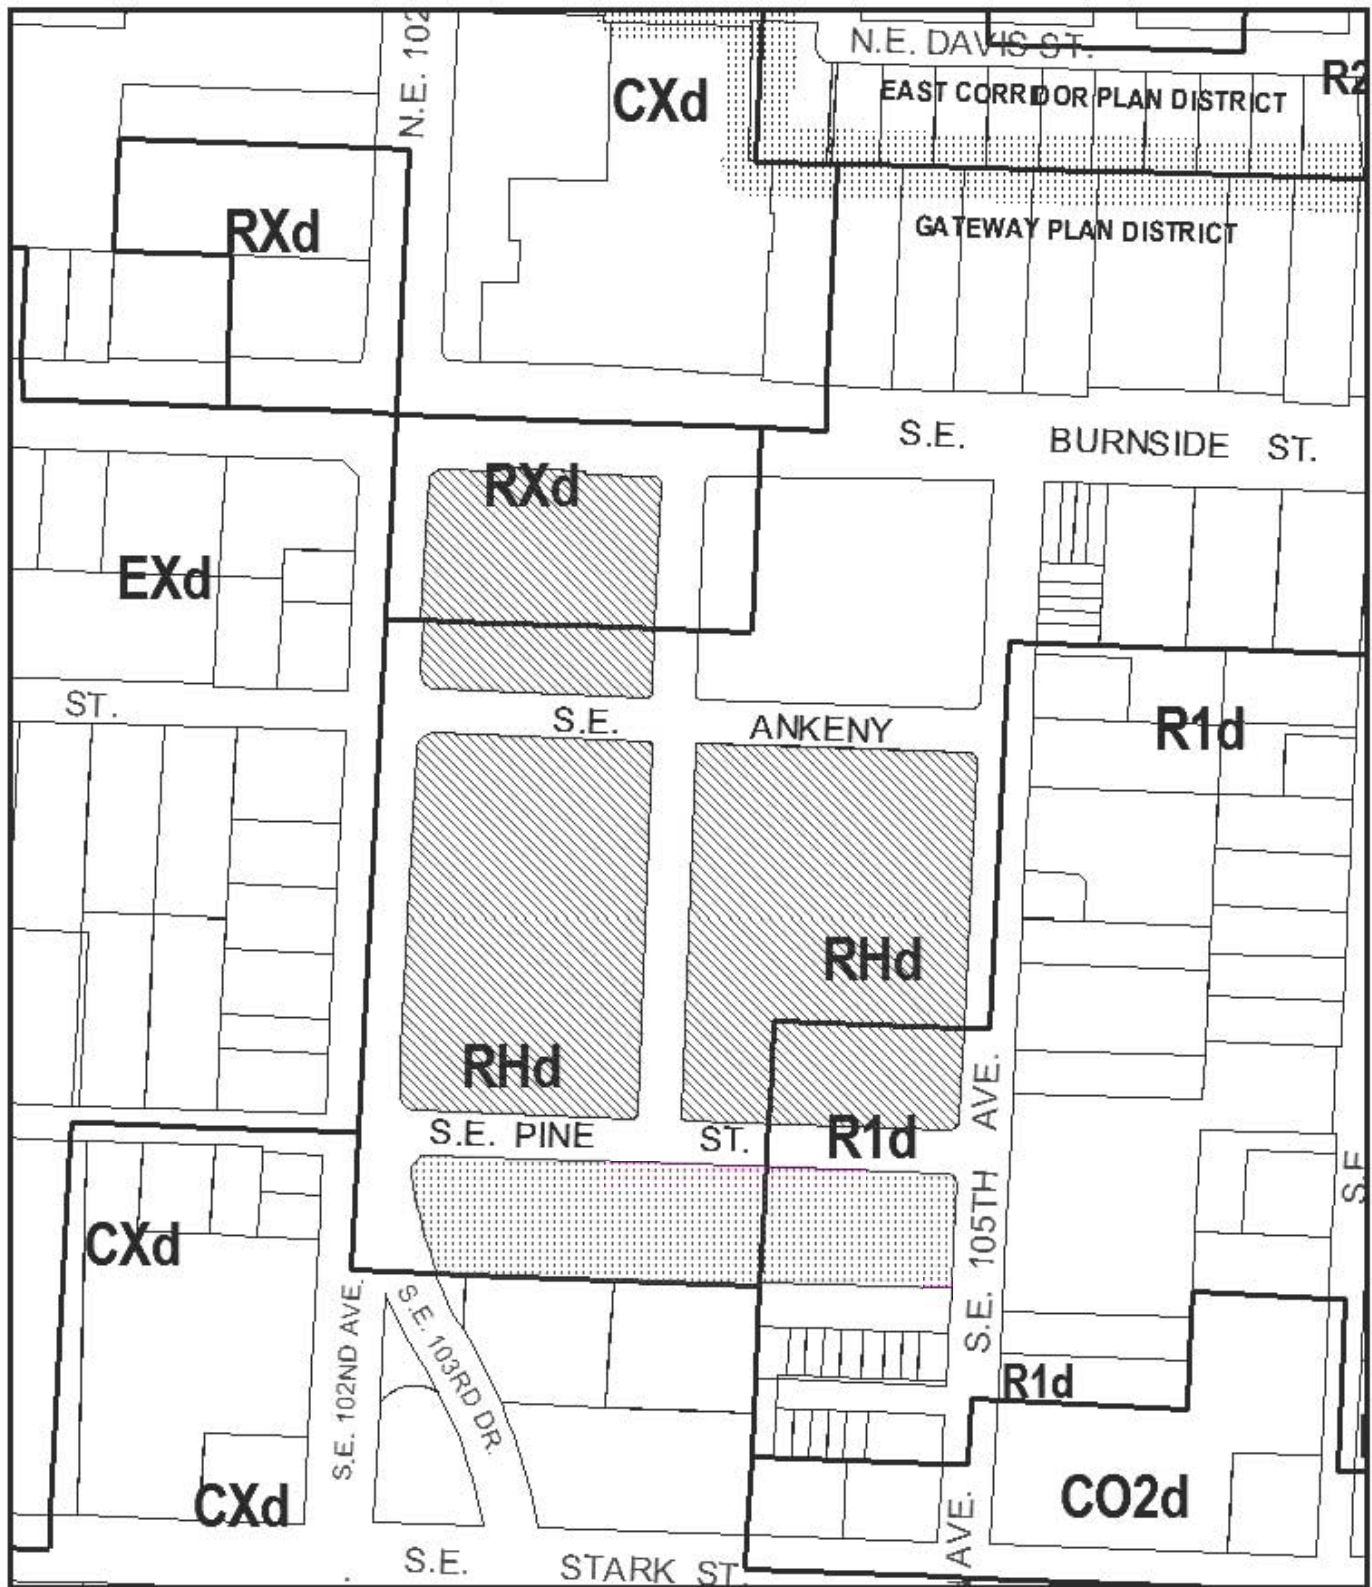 N.E. 102
N.E. DAVIS ST.
CXd
R2
EAST CORRIDOR PLAN DISTRICT
RXd
GATEWAY PLAN DISTRICT
S.E. BURNSIDE ST.
RXd
EXd
ST.
S.E. ANKENY
R1d
RHd
RHd
S.E. PINE ST.
R1d
S.E. 105TH AVE.
S.E.
CXd
S.E. 102ND AVE.
S.E. 103RD DR.
R1d
CXd
CO2d
AVE.
S.E. STARK ST.